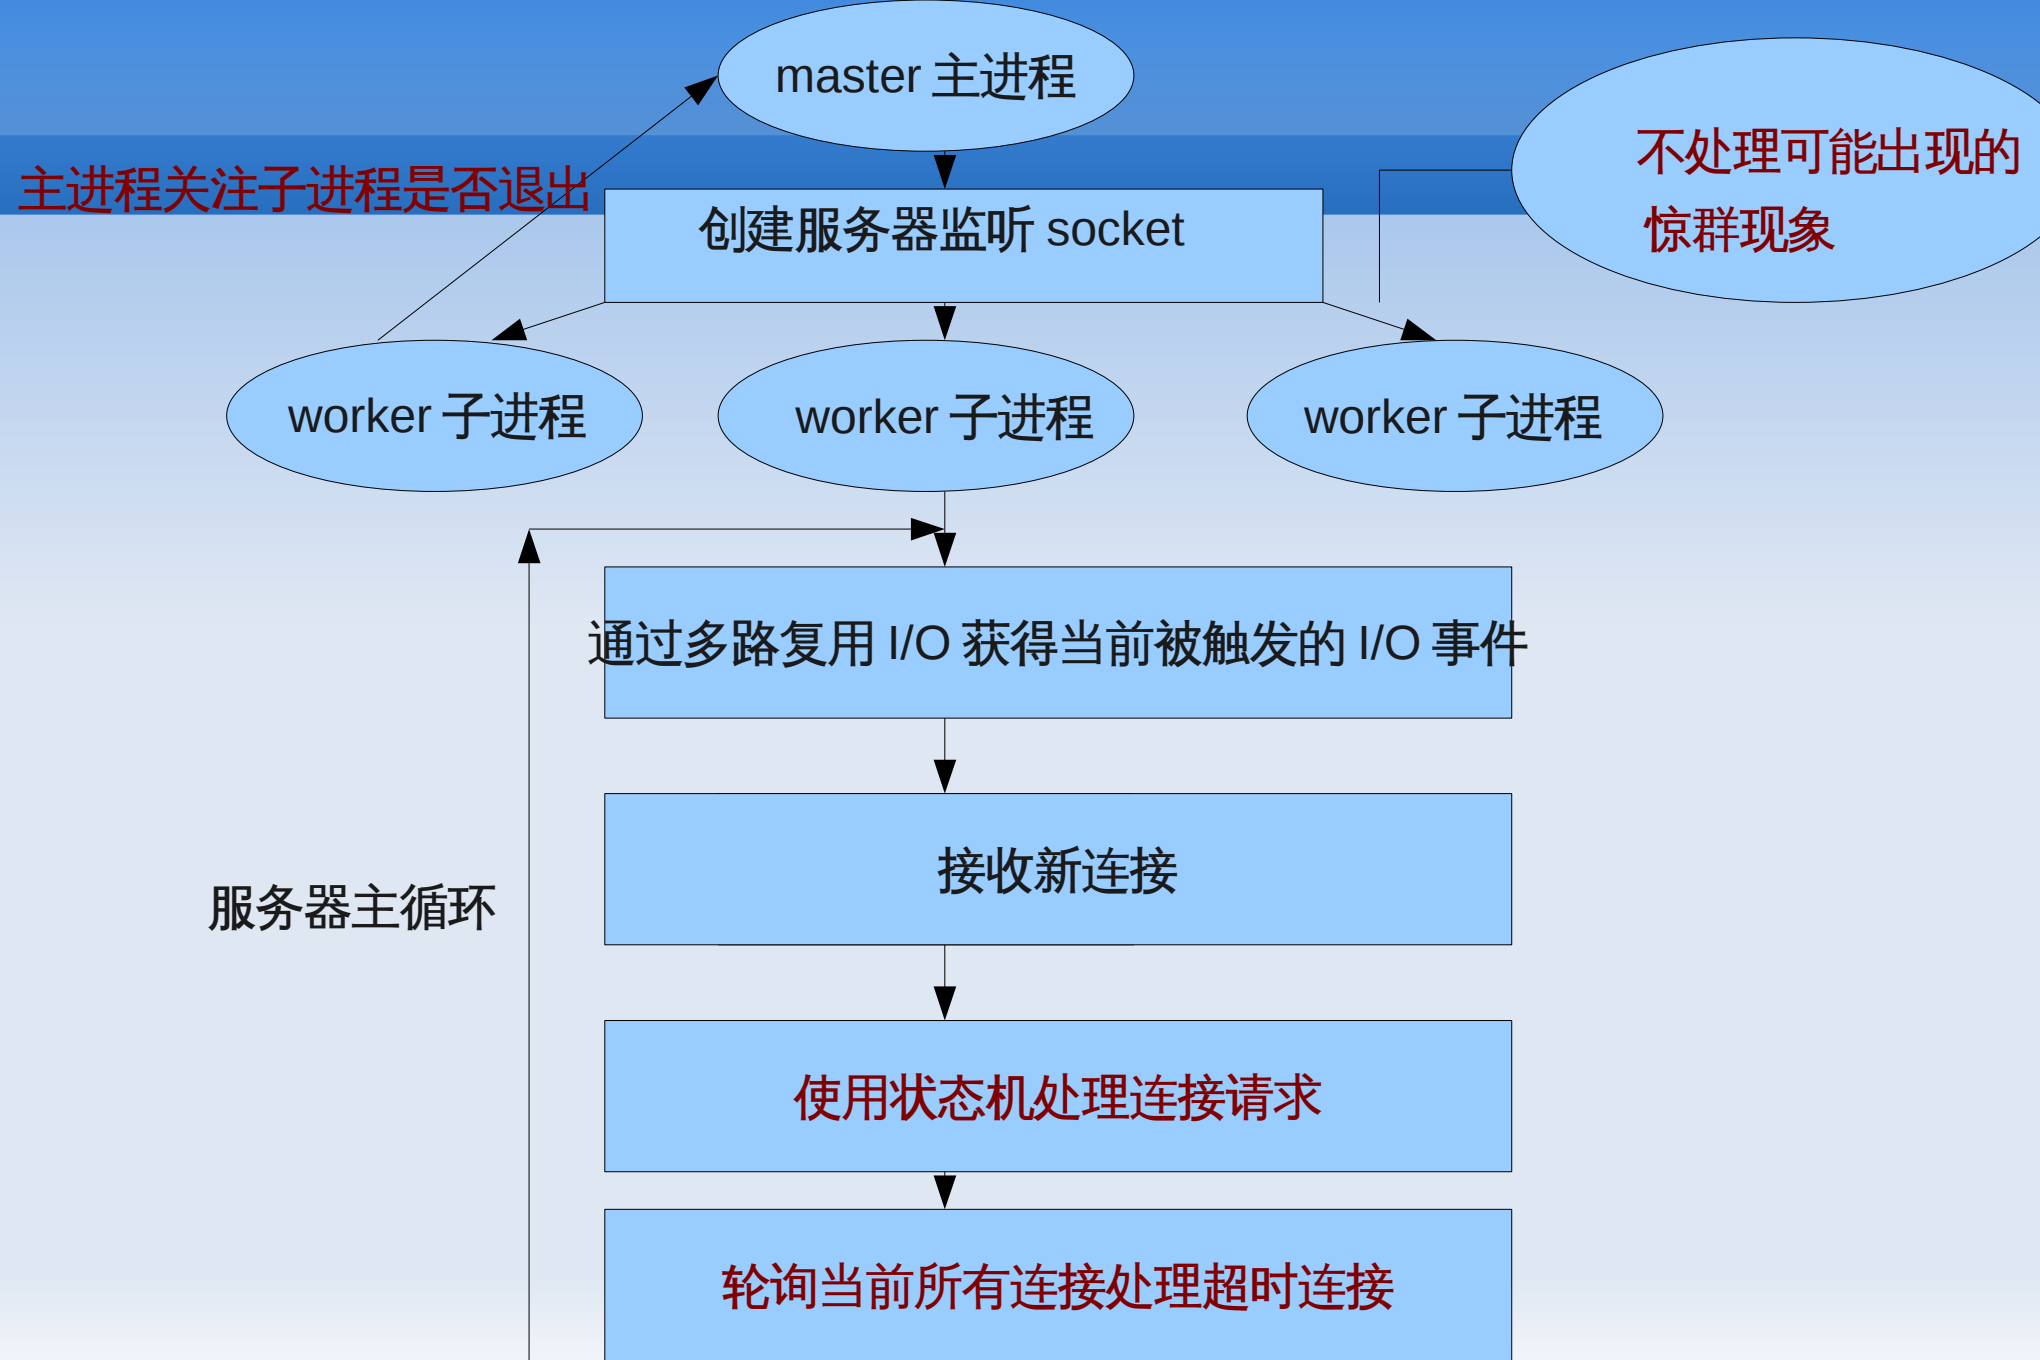 master 主进程
不处理可能出现的
惊群现象
主进程关注子进程是否退出
创建服务器监听 socket
worker 子进程
worker 子进程
worker 子进程
通过多路复用 I/O 获得当前被触发的 I/O 事件
接收新连接
服务器主循环
使用状态机处理连接请求
轮询当前所有连接处理超时连接